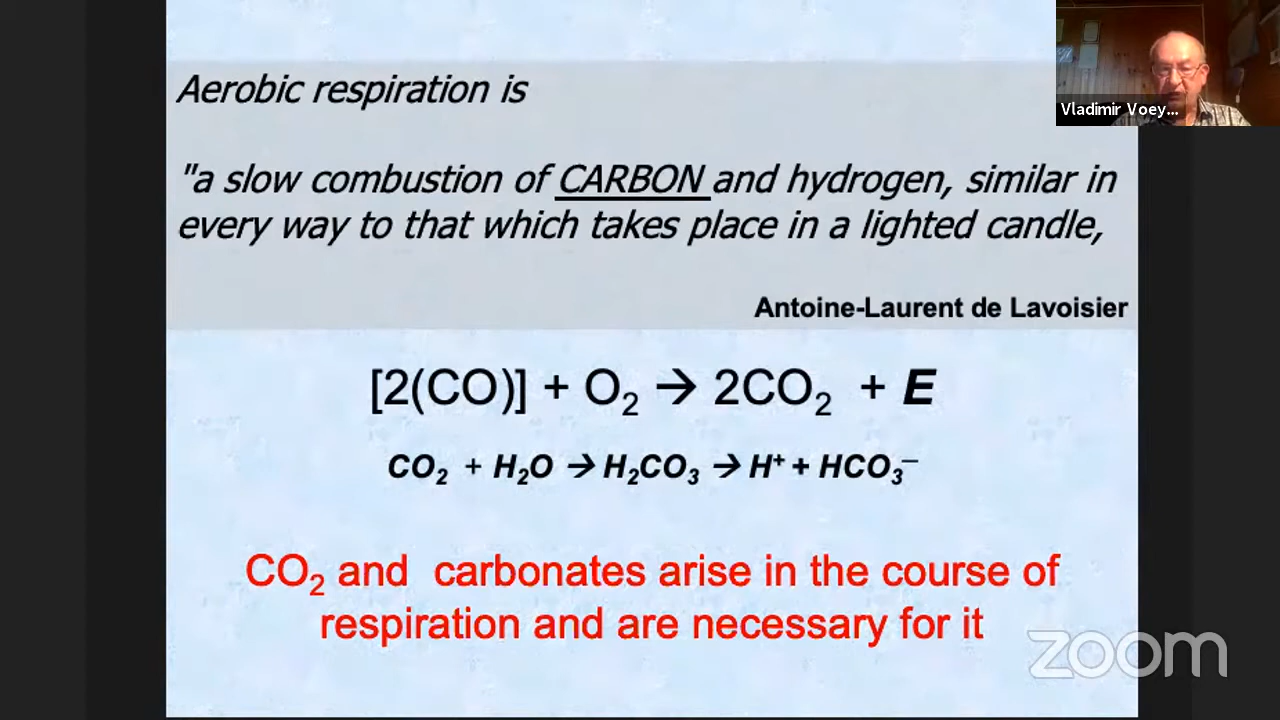 Vladimir Voey...
Aerobic respiration is
"a slow combustion of CARBON and hydrogen, similar in
every way to that which takes place in a lighted candle,
Antoine-Laurent de Lavoisier
[2(CO)] + O₂ → 2CO₂ + E
CO₂ + H₂O → H₂CO₃ → H⁺ + HCO₃⁻
CO₂ and carbonates arise in the course of
respiration and are necessary for it
zoom